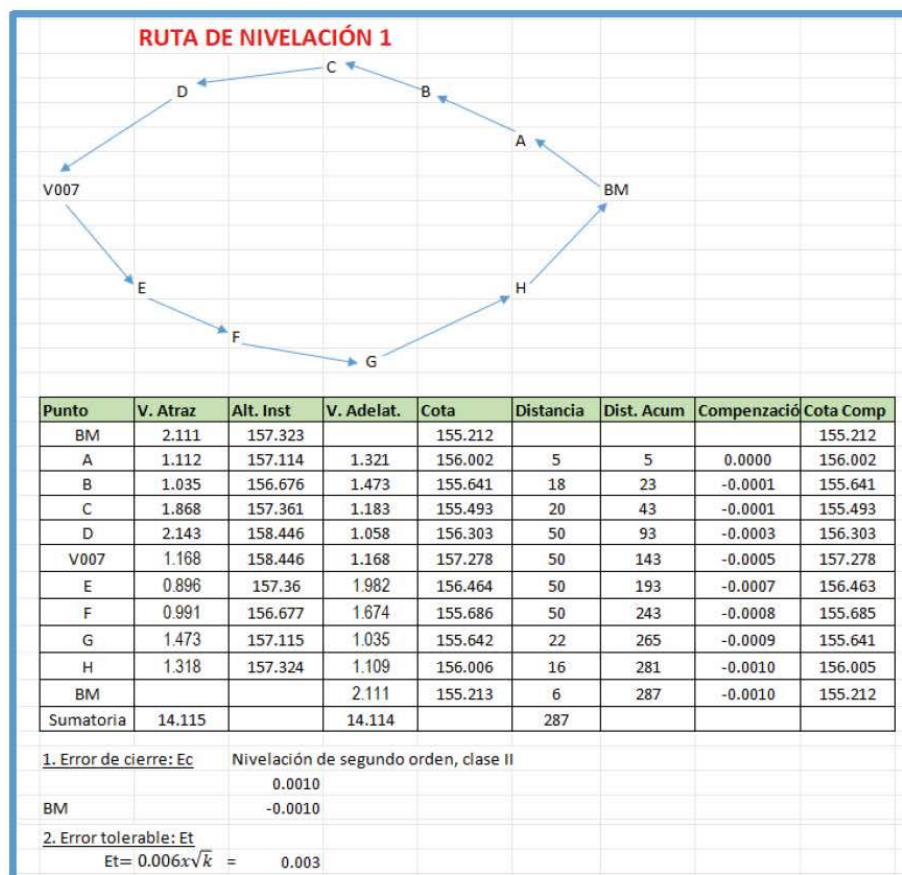 RUTA DE NIVELACIÓN 1
C
D
B
A
V007
BM
E
H
F
G
Punto V. Atraz Alt. Inst V. Adelat. Cota Distancia Dist. Acum Compenzació Cota Comp
BM 2.111 157.323 155.212 155.212
A 1.112 157.114 1.321 156.002 5 5 0.0000 156.002
B 1.035 156.676 1.473 155.641 18 23 -0.0001 155.641
C 1.868 157.361 1.183 155.493 20 43 -0.0001 155.493
D 2.143 158.446 1.058 156.303 50 93 -0.0003 156.303
V007 1.168 158.446 1.168 157.278 50 143 -0.0005 157.278
E 0.896 157.36 1.982 156.464 50 193 -0.0007 156.463
F 0.991 156.677 1.674 155.686 50 243 -0.0008 155.685
G 1.473 157.115 1.035 155.642 22 265 -0.0009 155.641
H 1.318 157.324 1.109 156.006 16 281 -0.0010 156.005
BM 2.111 155.213 6 287 -0.0010 155.212
Sumatoria 14.115 14.114 287
1. Error de cierre: Ec Nivelación de segundo orden, clase II
0.0010
BM -0.0010
2. Error tolerable: Et
Et= 0.006x√k = 0.003